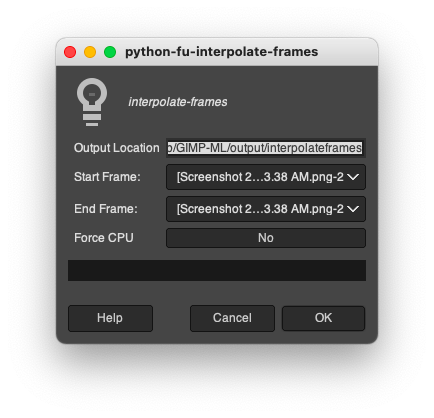 python-fu-interpolate-frames
interpolate-frames
Output Location o/GIMP-ML/output/interpolateframes
Start Frame: [Screenshot 2...3.38 AM.png-2
End Frame: [Screenshot 2...3.38 AM.png-2
Force CPU No
Help Cancel OK